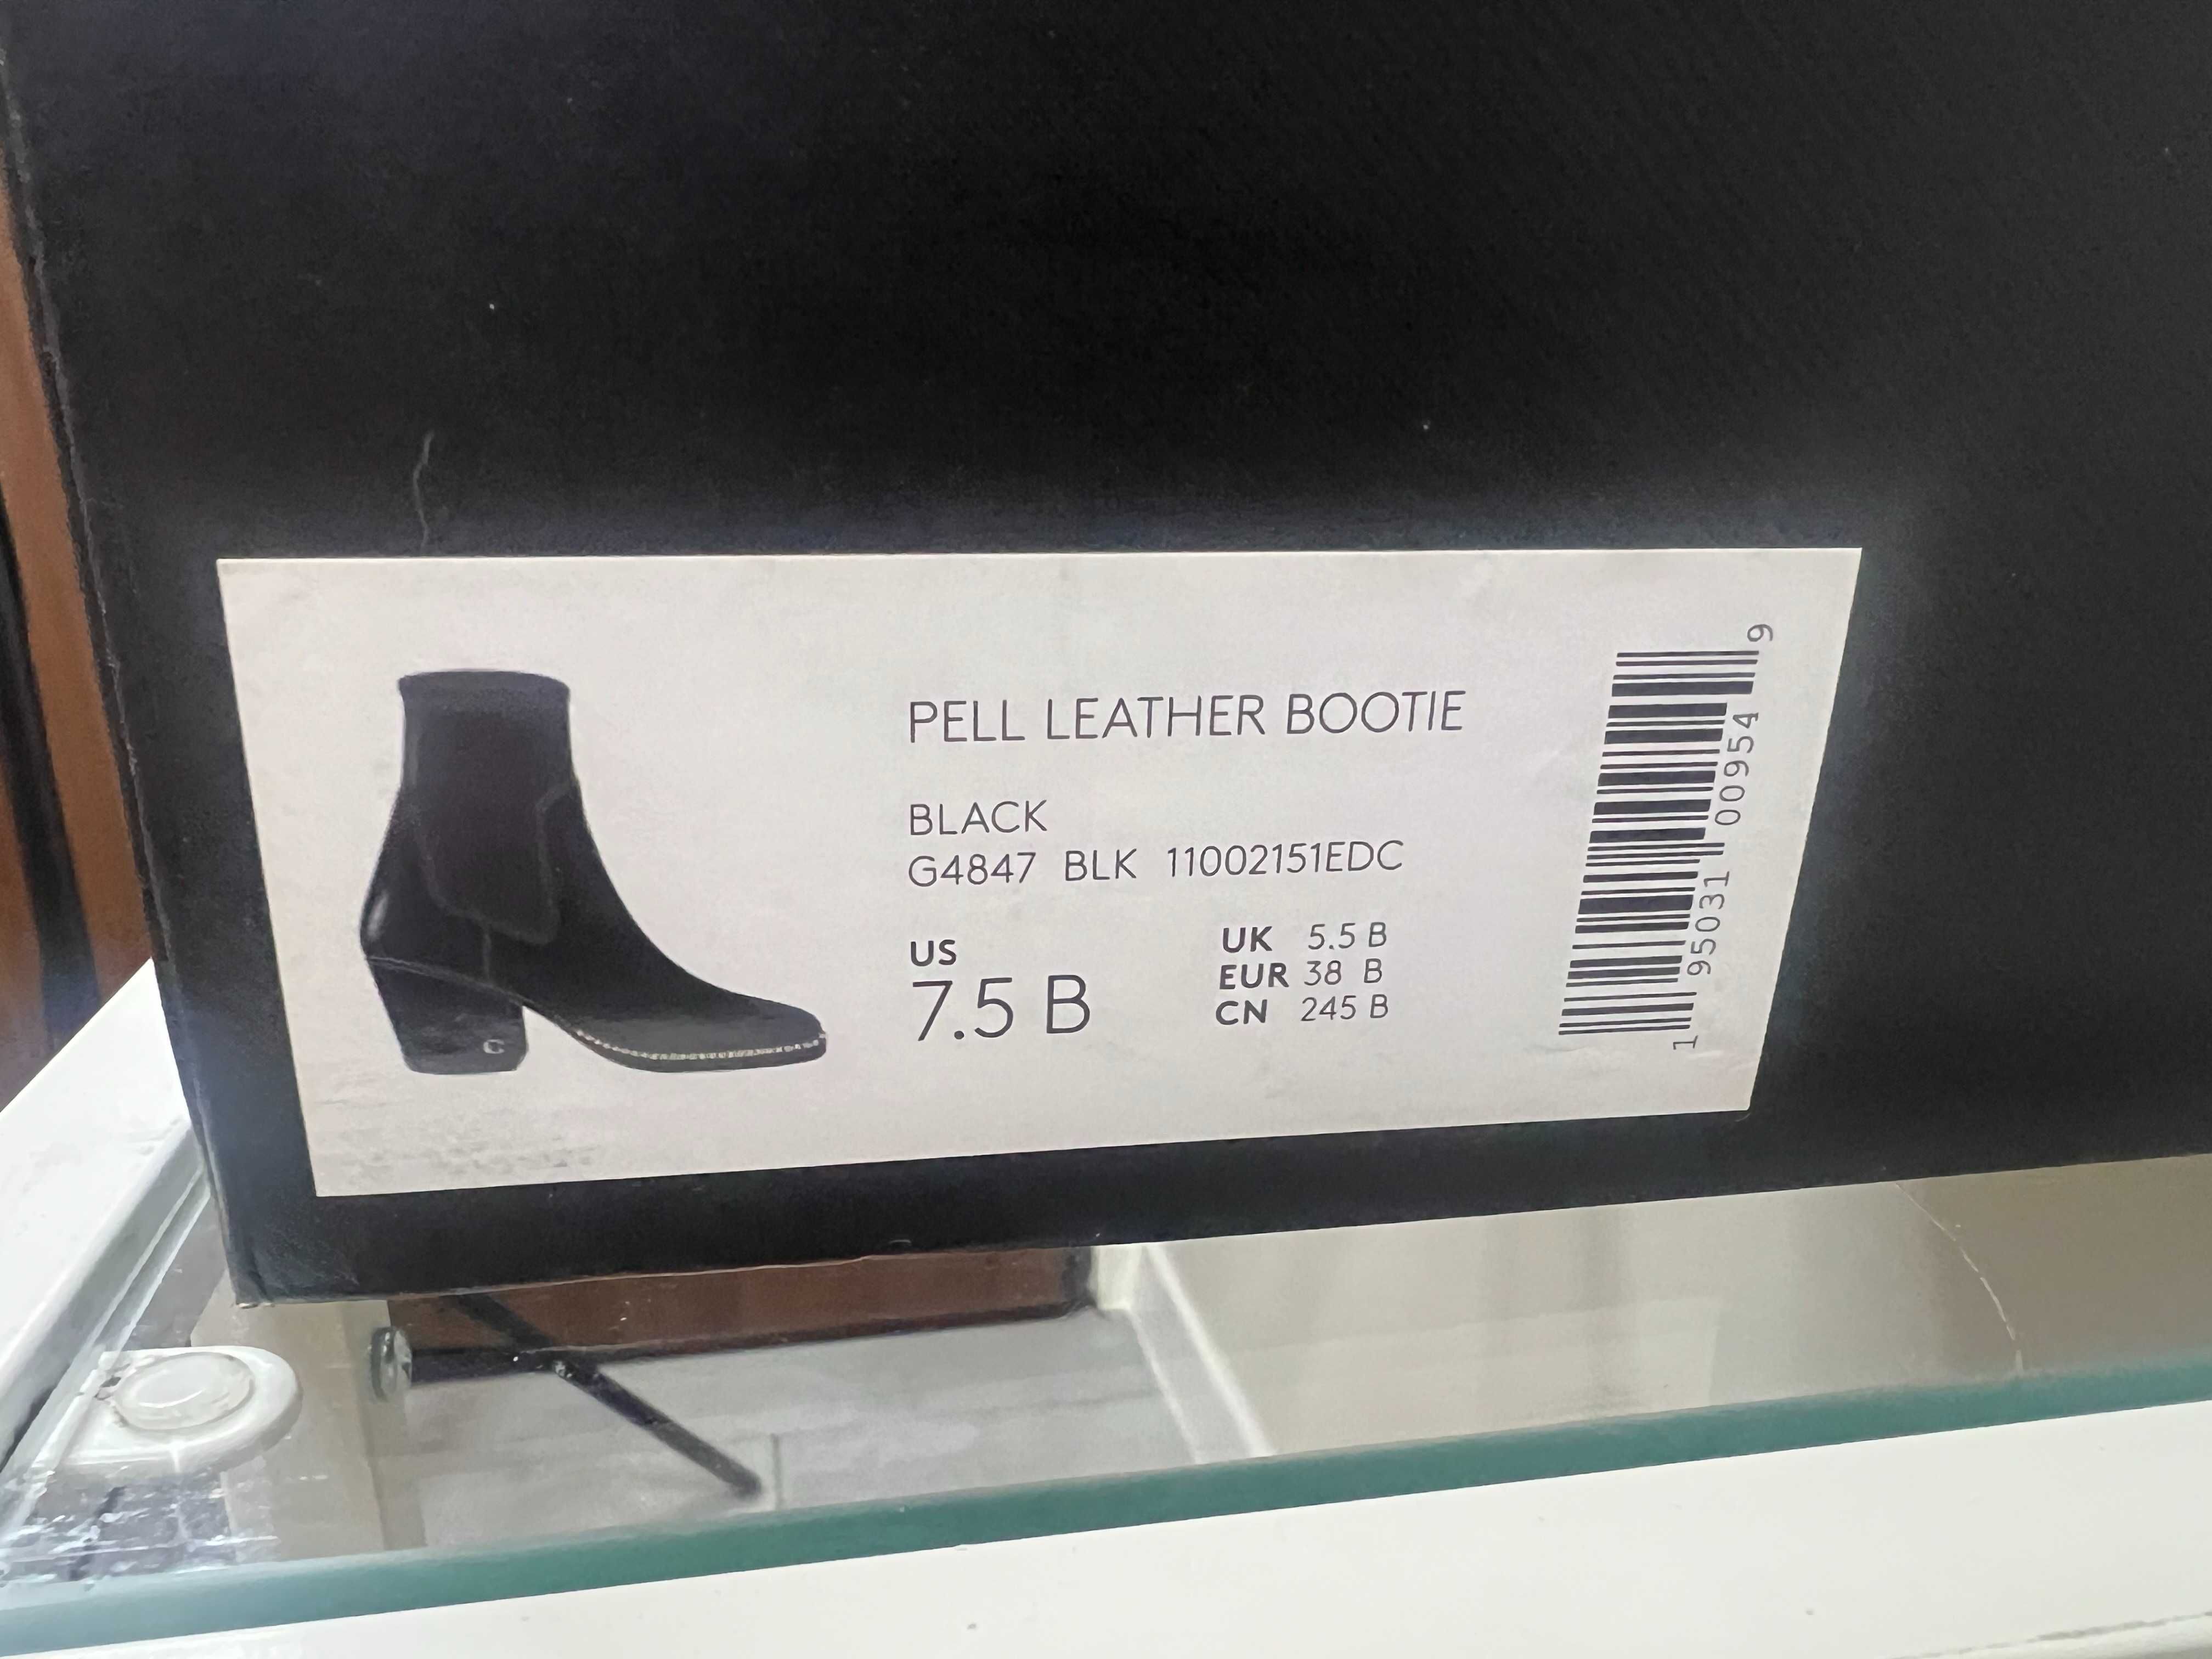 PELL LEATHER BOOTIE
BLACK
G4847 BLK 11002151EDC
US
7.5 B
UK 5.5 B
EUR 38 B
CN 245 B
1 95031 00954 9
C